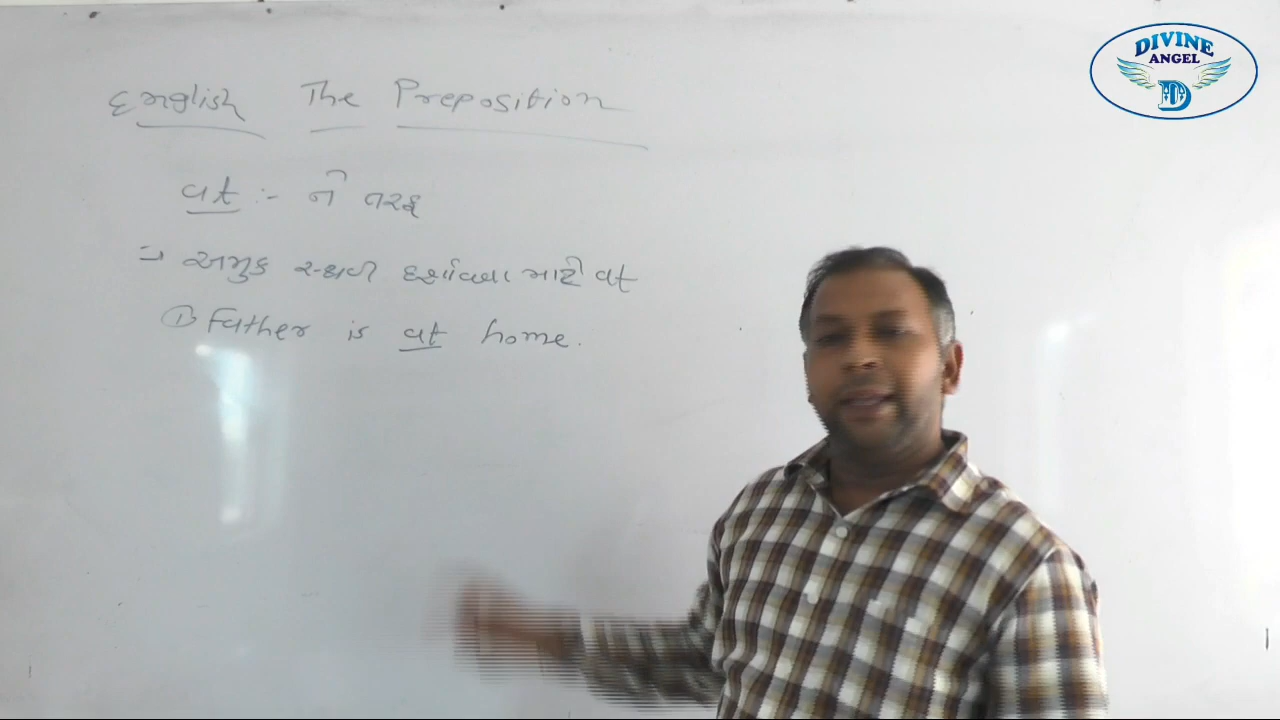 English The Preposition
at :- ને તરફ
⇒ અમુક સ્થળ દર્શાવવા માટે at
① Father is at home.
DIVINE
ANGEL
D